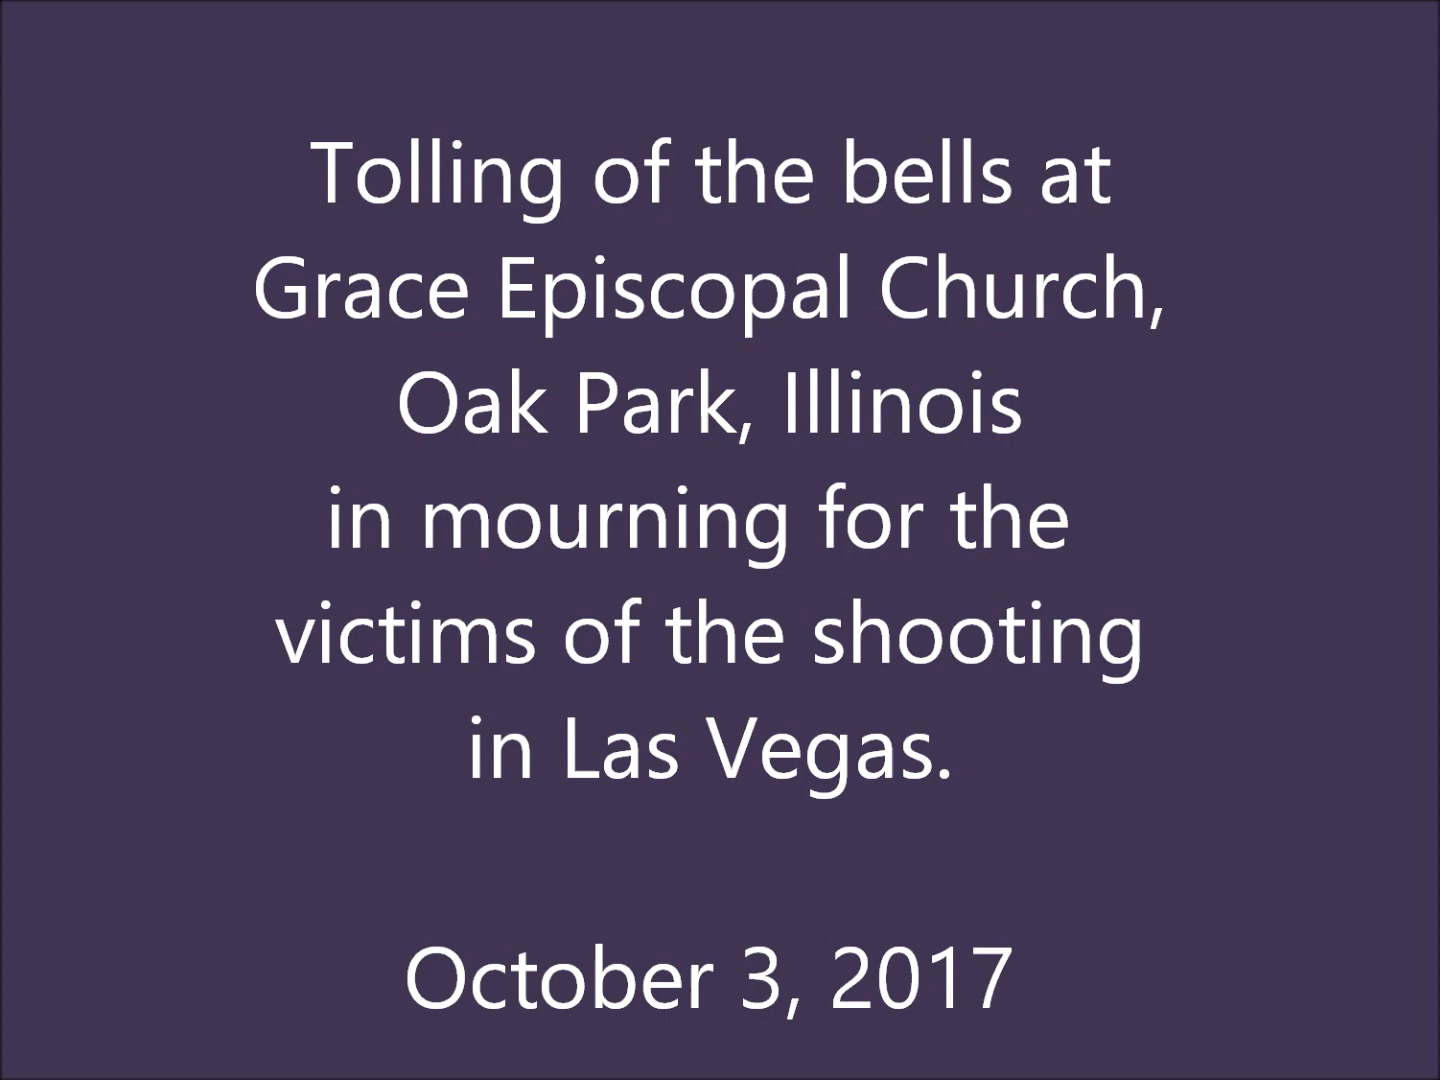 Tolling of the bells at
Grace Episcopal Church,
Oak Park, Illinois
in mourning for the
victims of the shooting
in Las Vegas.
October 3, 2017